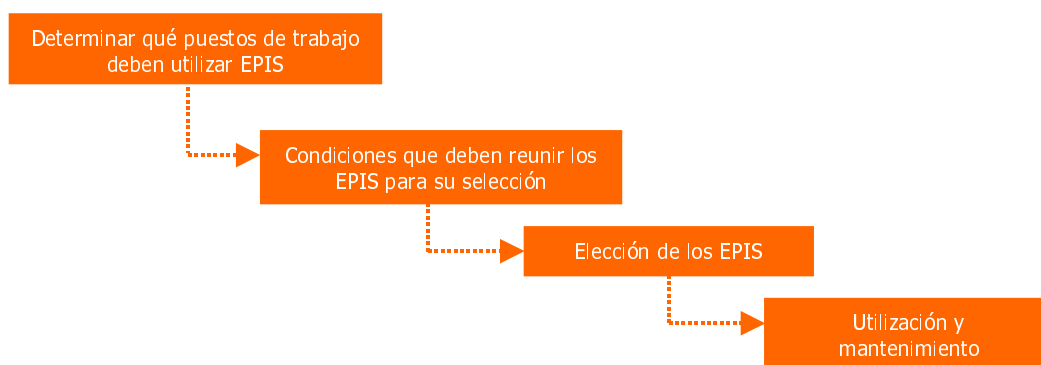 Determinar qué puestos de trabajo
deben utilizar EPIS
Condiciones que deben reunir los
EPIS para su selección
Elección de los EPIS
Utilización y
mantenimiento